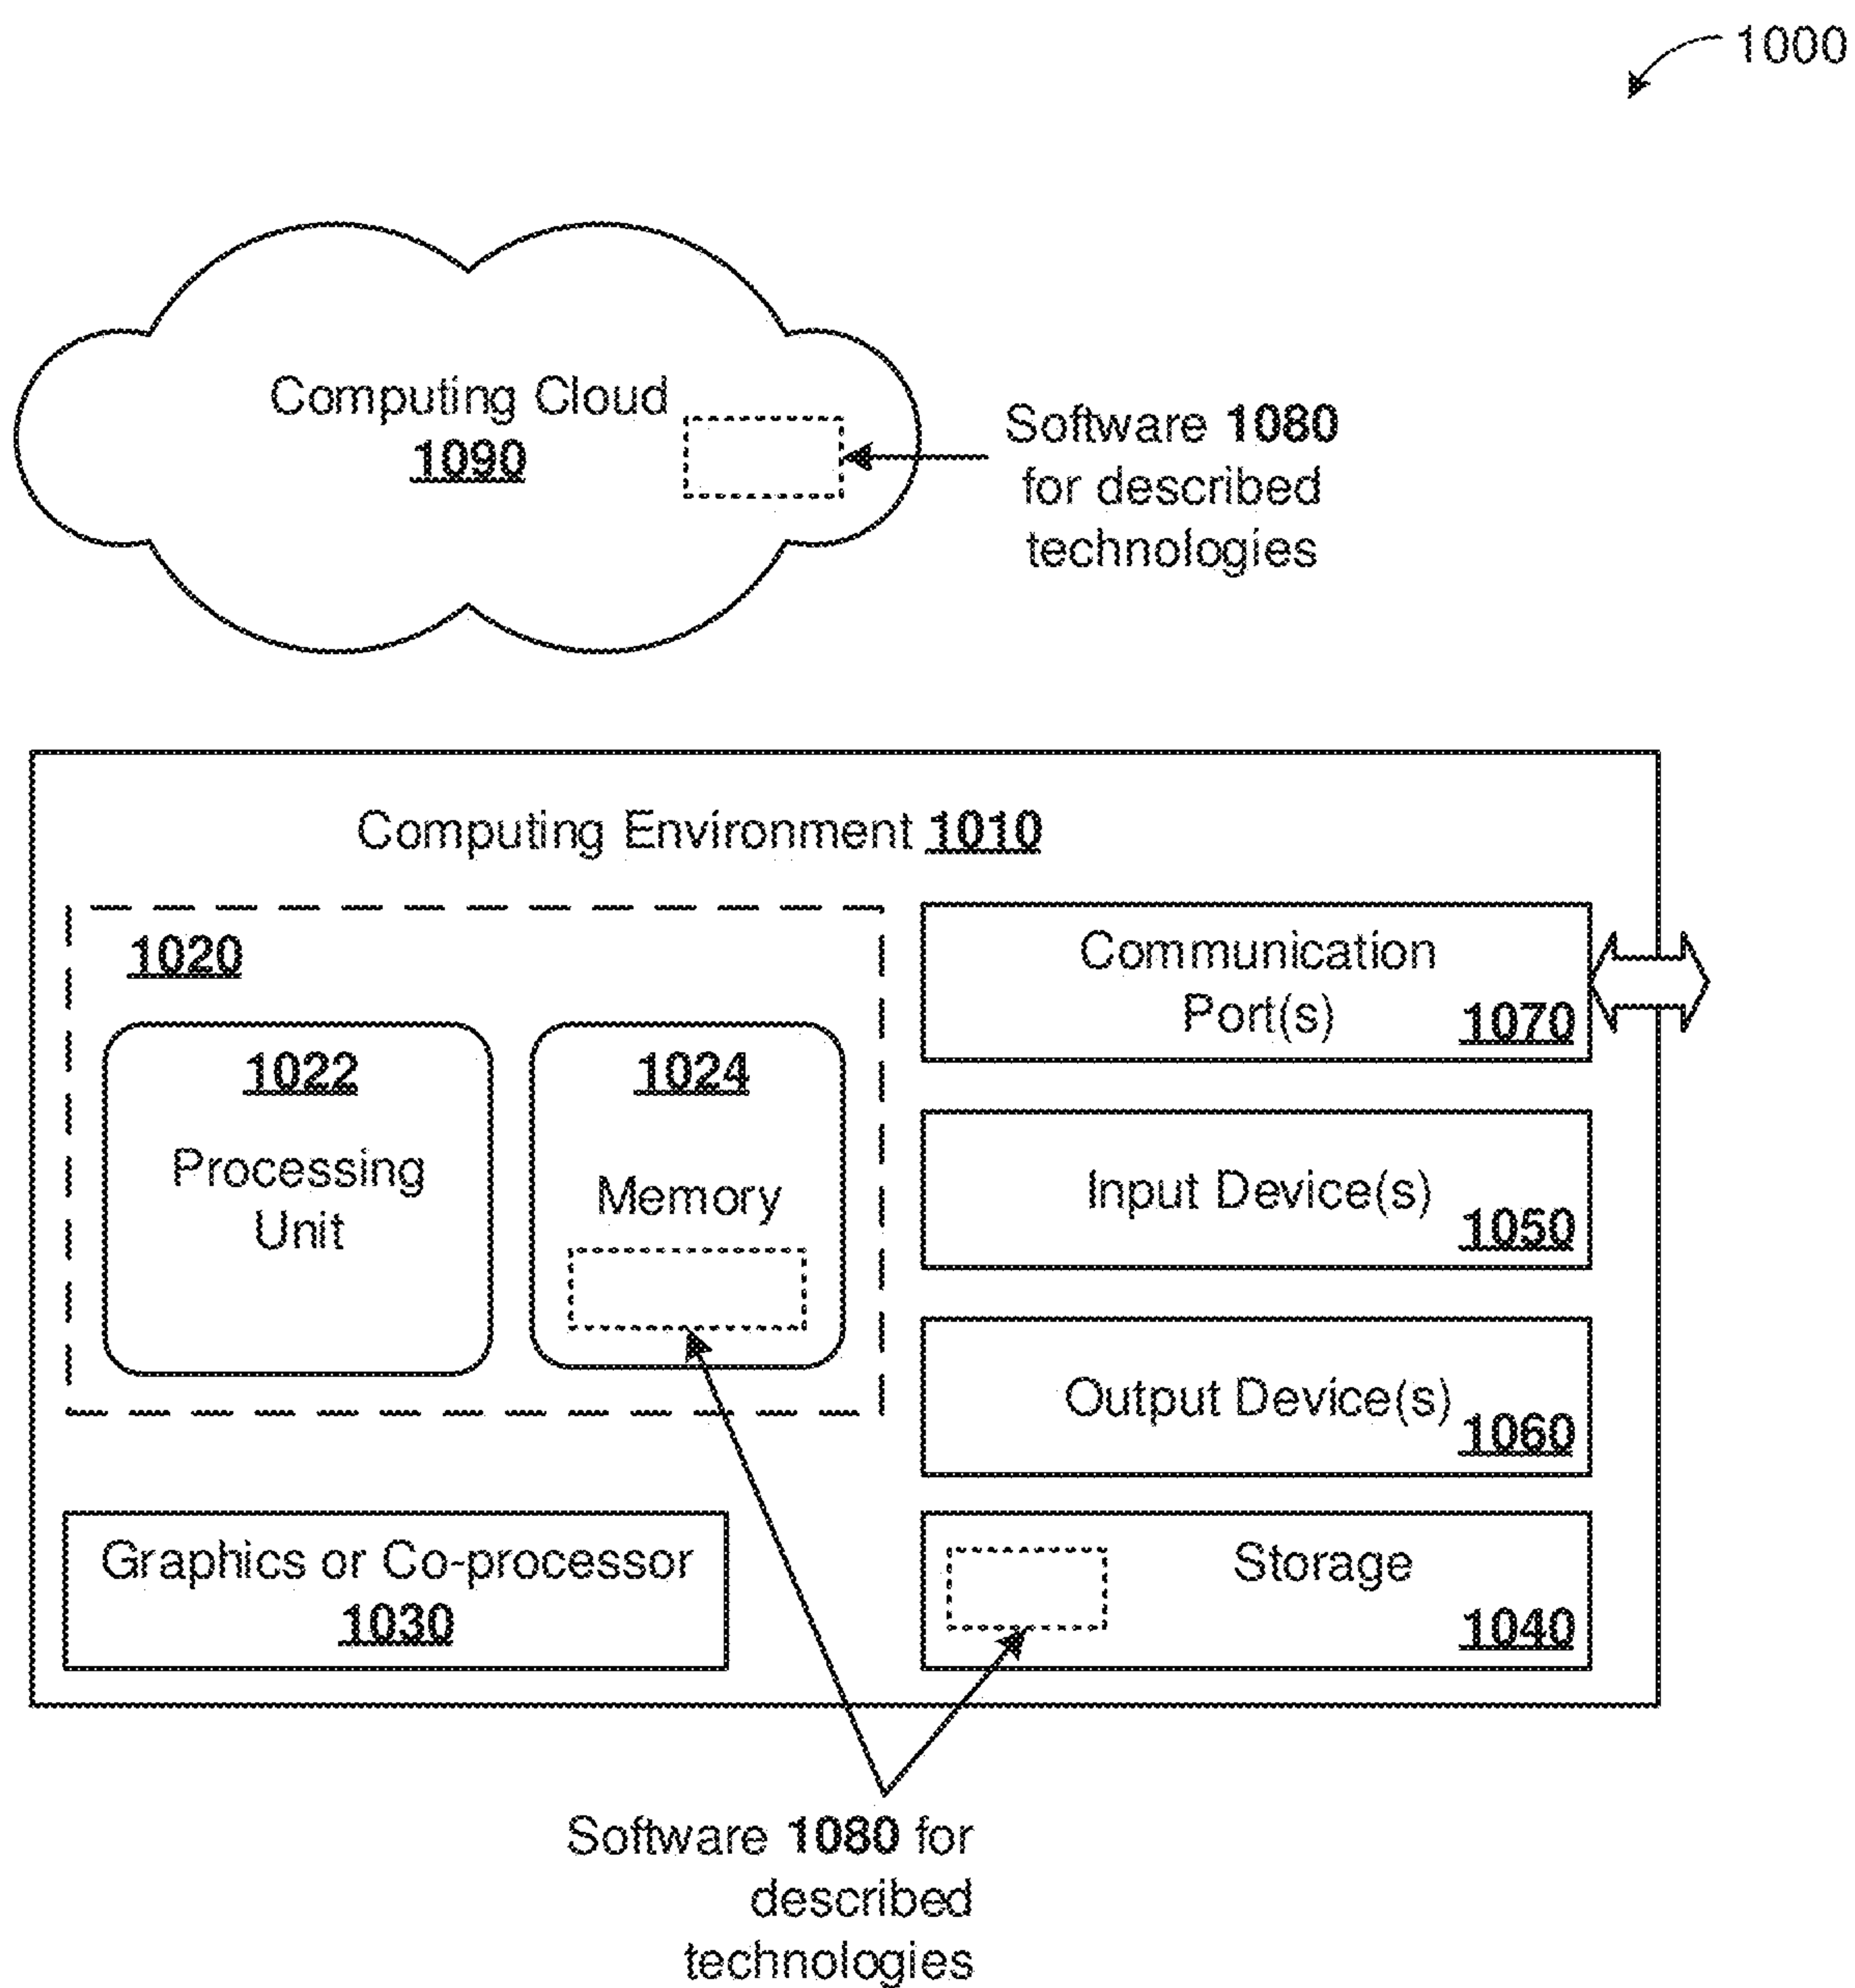 1000
Computing Cloud
1090
Software 1080
for described
technologies
Computing Environment 1010
1020
1022
Processing
Unit
1024
Memory
Communication
Port(s)
1070
Input Device(s)
1050
Output Device(s)
1060
Graphics or Co-processor
1030
Storage
1040
Software 1080 for
described
technologies